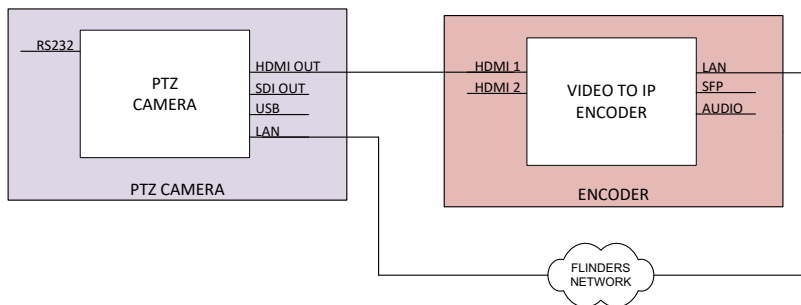 RS232
PTZ
CAMERA
HDMI OUT
SDI OUT
USB
LAN
PTZ CAMERA
HDMI 1
HDMI 2
VIDEO TO IP
ENCODER
LAN
SFP
AUDIO
ENCODER
FLINDERS
NETWORK